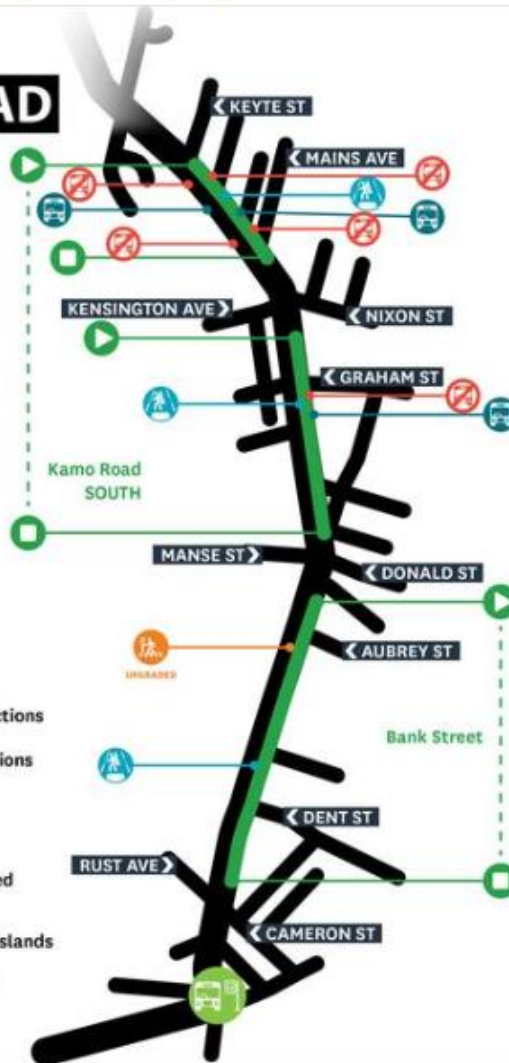 AD
KEYTE ST
MAINS AVE
KENSINGTON AVE
NIXON ST
GRAHAM ST
Kamo Road
SOUTH
MANSE ST
DONALD ST
AUBREY ST
UPGRADED
ctions
Bank Street
ions
DENT ST
RUST AVE
ed
CAMERON ST
slands